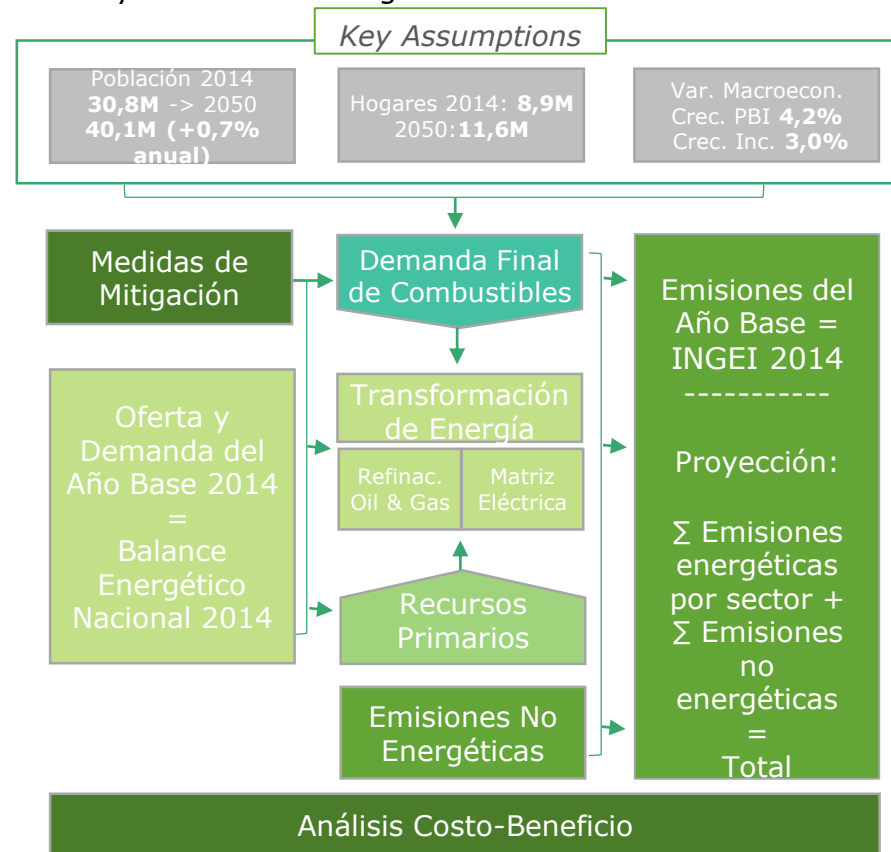 Key Assumptions
Población 2014
30,8M -> 2050
40,1M (+0,7%
anual)
Hogares 2014: 8,9M
2050:11,6M
Var. Macroecon.
Crec. PBI 4,2%
Crec. Inc. 3,0%
Medidas de
Mitigación
Demanda Final
de Combustibles
Oferta y
Demanda del
Año Base 2014
=
Balance
Energético
Nacional 2014
Transformación
de Energía
Refinac.
Oil & Gas
Matriz
Eléctrica
Recursos
Primarios
Emisiones No
Energéticas
Emisiones del
Año Base =
INGEI 2014
-----------
Proyección:
∑ Emisiones
energéticas
por sector +
∑ Emisiones
no
energéticas
=
Total
Análisis Costo-Beneficio